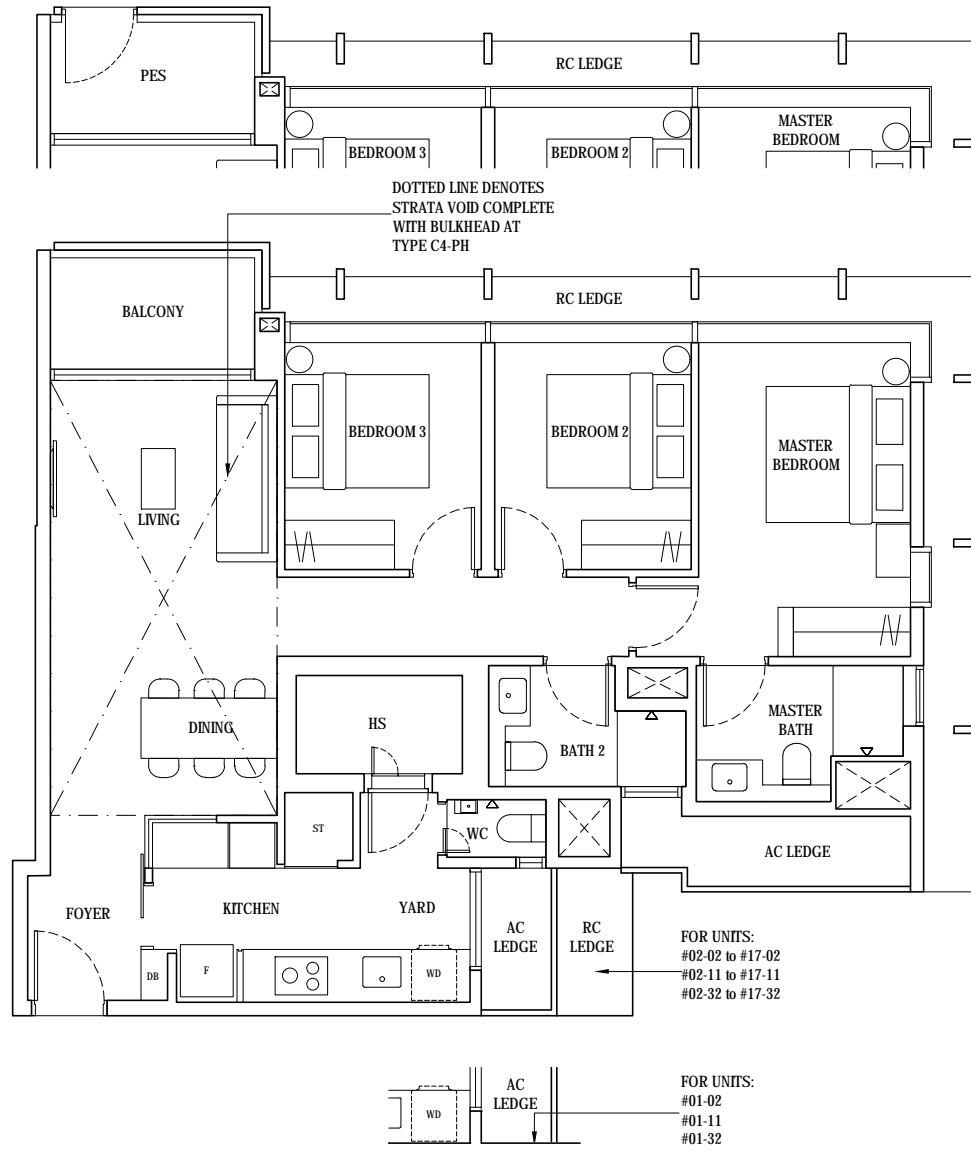 PES
RC LEDGE
BEDROOM 3
BEDROOM 2
MASTER
BEDROOM
DOTTED LINE DENOTES
STRATA VOID COMPLETE
WITH BULKHEAD AT
TYPE C4-PH
BALCONY
RC LEDGE
BEDROOM 3
BEDROOM 2
MASTER
BEDROOM
LIVING
DINING
HS
BATH 2
MASTER
BATH
ST
WC
AC LEDGE
FOYER
KITCHEN
YARD
AC
LEDGE
RC
LEDGE
DB
F
WD
FOR UNITS:
#02-02 to #17-02
#02-11 to #17-11
#02-32 to #17-32
AC
LEDGE
WD
FOR UNITS:
#01-02
#01-11
#01-32